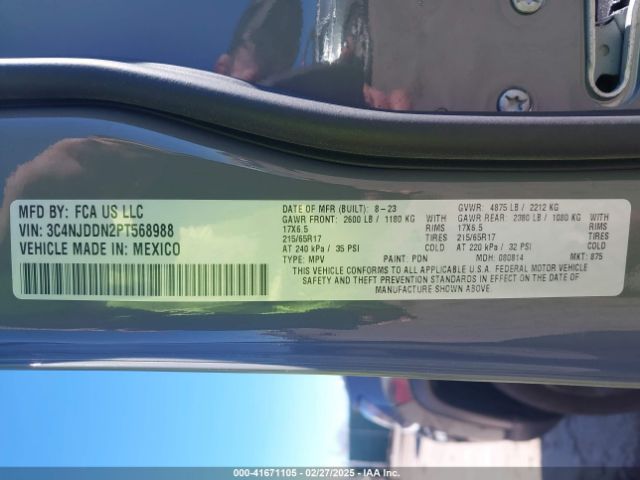 MFD BY: FCA US LLC
VIN: 3C4NJDDN2PT568988
VEHICLE MADE IN: MEXICO
DATE OF MFR (BUILT): 8-23 GVWR: 4875 LB / 2212 KG
GAWR FRONT: 2600 LB / 1180 KG WITH GAWR REAR: 2380 LB / 1080 KG WITH
17X6.5 RIMS 17X6.5 RIMS
215/65R17 TIRES 215/65R17 TIRES
AT 240 kPa / 35 PSI AT 220 kPa / 32 PSI
TYPE: MPV PAINT: PDN MDH: 080814 MKT: 875
THIS VEHICLE CONFORMS TO ALL APPLICABLE U.S.A. FEDERAL MOTOR VEHICLE
SAFETY AND THEFT PREVENTION STANDARDS IN EFFECT ON THE DATE OF
MANUFACTURE SHOWN ABOVE.
000-41671105 - 02/27/2025 - IAA Inc.